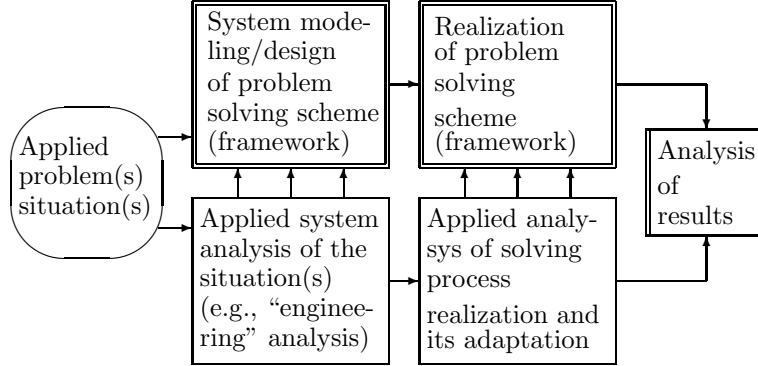 Applied
problem(s)
situation(s)
System mode-
ling/design
of problem
solving scheme
(framework)
Realization
of problem
solving
scheme
(framework)
Applied system
analysis of the
situation(s)
(e.g., “enginee-
ring” analysis)
Applied analy-
sys of solving
process
realization and
its adaptation
Analysis
of
results